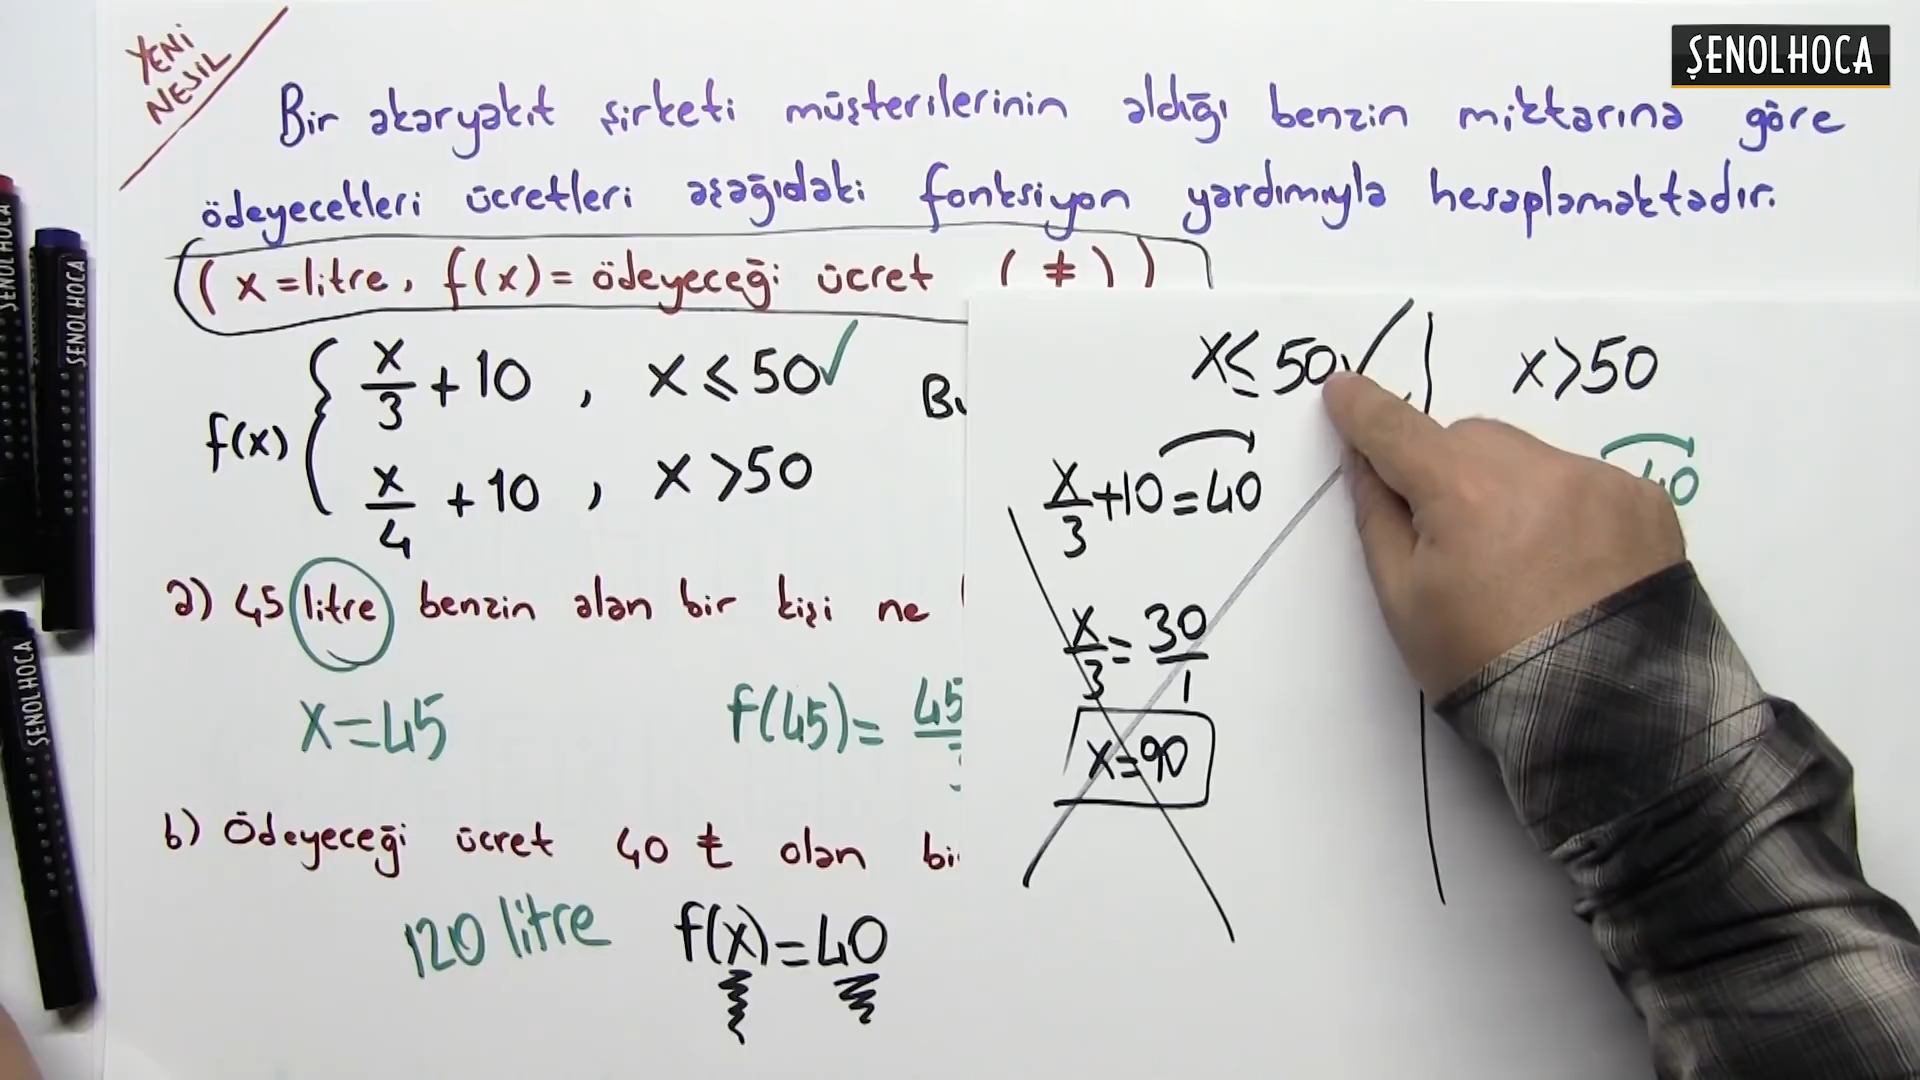 ŞENOLHOCA
YENİ
NESİL
Bir akaryakıt şirketi müşterilerinin aldığı benzin miktarına göre
ödeyecekleri ücretleri aşağıdaki fonksiyon yardımıyla hesaplamaktadır.
(x=litre, f(x)= ödeyeceği ücret (₺))
f(x) { x/3 + 10 , x ≤ 50 ✓
x/4 + 10 , x > 50
a) 45 litre benzin alan bir kişi ne
x=45 f(45)= 45
b) Ödeyeceği ücret 40 ₺ olan
120 litre f(x)=40
x≤50 ✓
x/3+10=40
x/3=30/1
x=90
x>50
40
ŞENOLHOCA
ŞENOLHOCA
ŞENOLHOCA